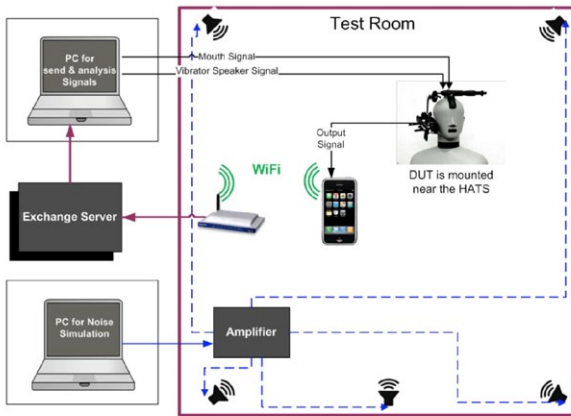 Test Room
PC for
send & analysis
Signals
Mouth Signal
Vibrator Speaker Signal
Output
Signal
DUT is mounted
near the HATS
WiFi
Exchange Server
PC for Noise
Simulation
Amplifier